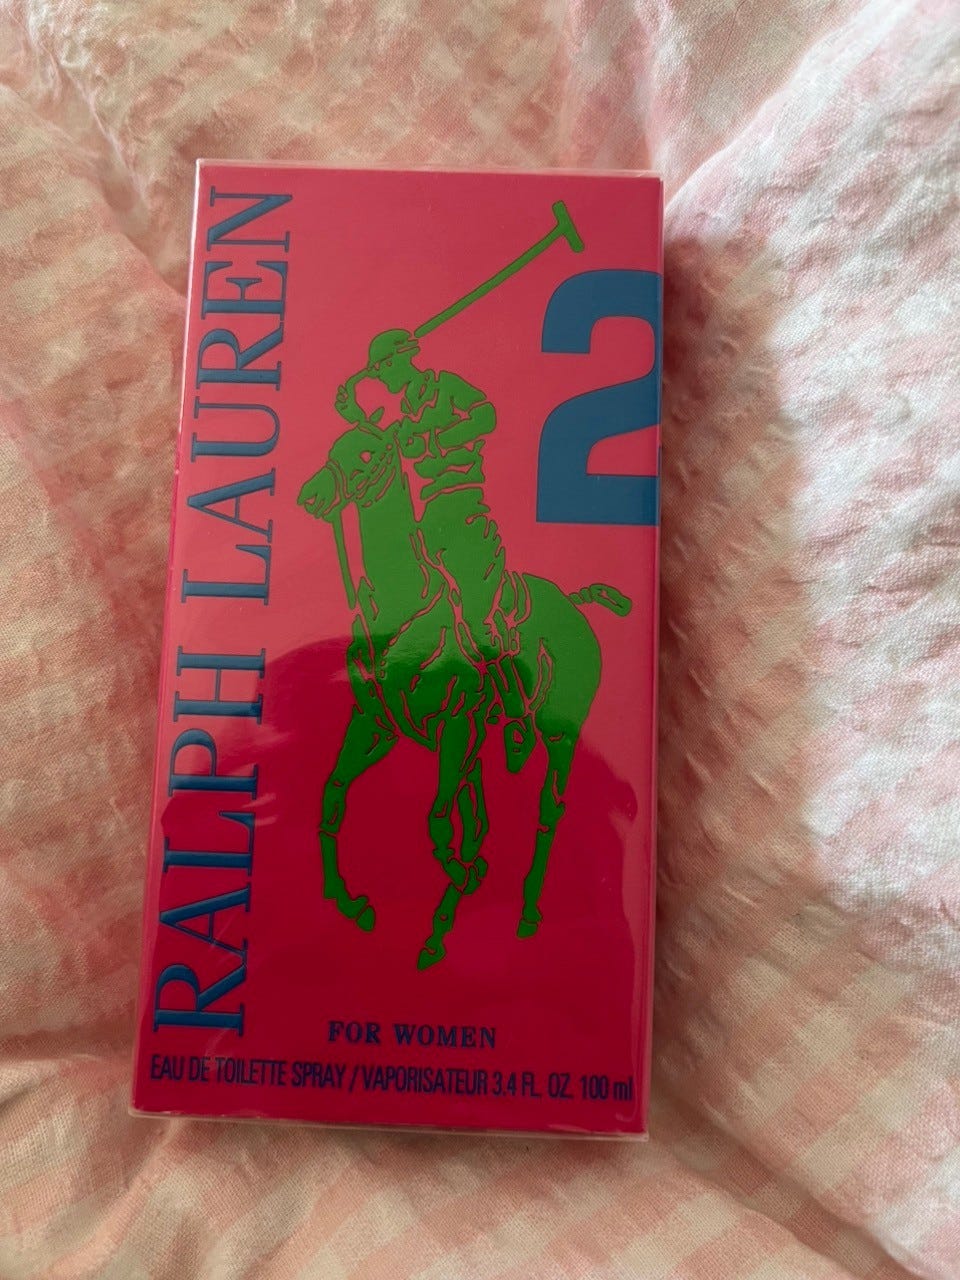 RALPH LAUREN
2
FOR WOMEN
EAU DE TOILETTE SPRAY / VAPORISATEUR 3.4 FL. OZ. 100 ml